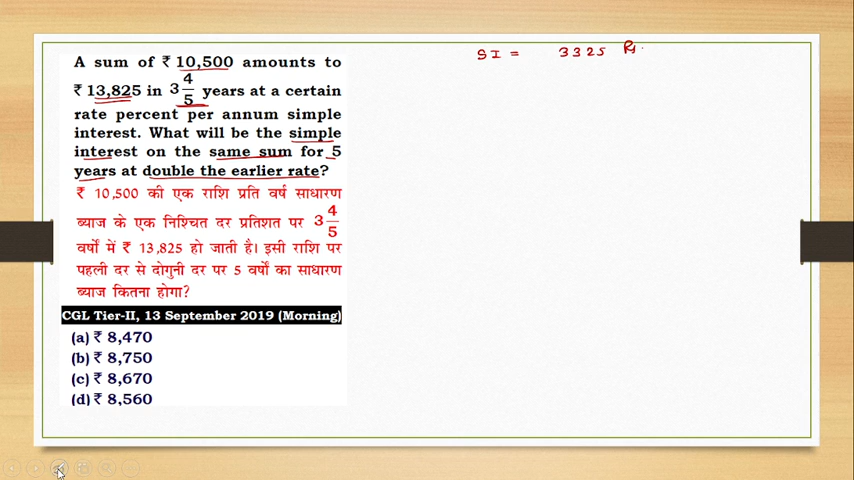 A sum of ₹ 10,500 amounts to
₹ 13,825 in 3 4/5 years at a certain
rate percent per annum simple
interest. What will be the simple
interest on the same sum for 5
years at double the earlier rate?
₹ 10,500 की एक राशि प्रति वर्ष साधारण
ब्याज के एक निश्चित दर प्रतिशत पर 3 4/5
वर्षों में ₹ 13,825 हो जाती है। इसी राशि पर
पहली दर से दोगुनी दर पर 5 वर्षों का साधारण
ब्याज कितना होगा?
CGL Tier-II, 13 September 2019 (Morning)
(a) ₹ 8,470
(b) ₹ 8,750
(c) ₹ 8,670
(d) ₹ 8,560
SI = 3325 Rs.